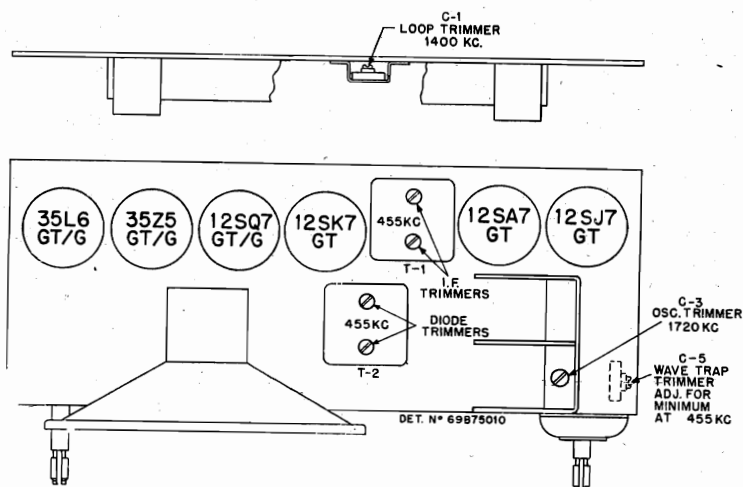 C-1
LOOP TRIMMER
1400 KC.
35L6
GT/G
35Z5
GT/G
12SQ7
GT/G
12SK7
GT
455KC
T-1
12SA7
GT
12SJ7
GT
I.F.
TRIMMERS
455KC
T-2
DIODE
TRIMMERS
C-3
OSC. TRIMMER
1720 KC
C-5
WAVE TRAP
TRIMMER
ADJ. FOR
MINIMUM
AT 455 KC
DET. Nº 69B75010